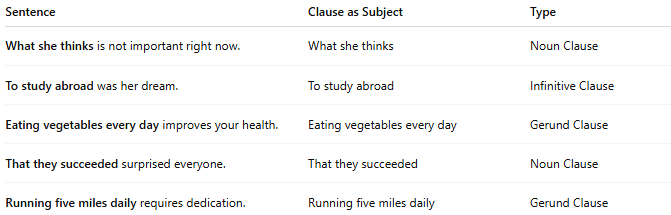 Sentence Clause as Subject Type
What she thinks is not important right now. What she thinks Noun Clause
To study abroad was her dream. To study abroad Infinitive Clause
Eating vegetables every day improves your health. Eating vegetables every day Gerund Clause
That they succeeded surprised everyone. That they succeeded Noun Clause
Running five miles daily requires dedication. Running five miles daily Gerund Clause